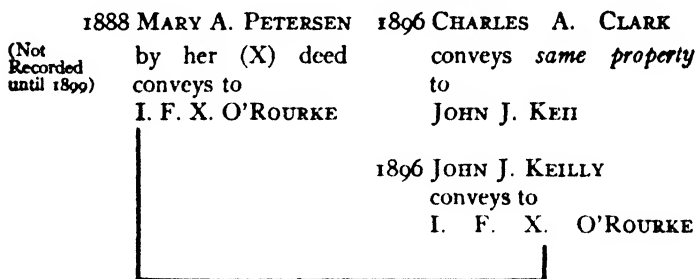 1888 MARY A. PETERSEN
by her (X) deed
conveys to
I. F. X. O'ROURKE
(Not
Recorded
until 1899)
1896 CHARLES A. CLARK
conveys same property
to
JOHN J. KEII
1896 JOHN J. KEILLY
conveys to
I. F. X. O'ROURKE